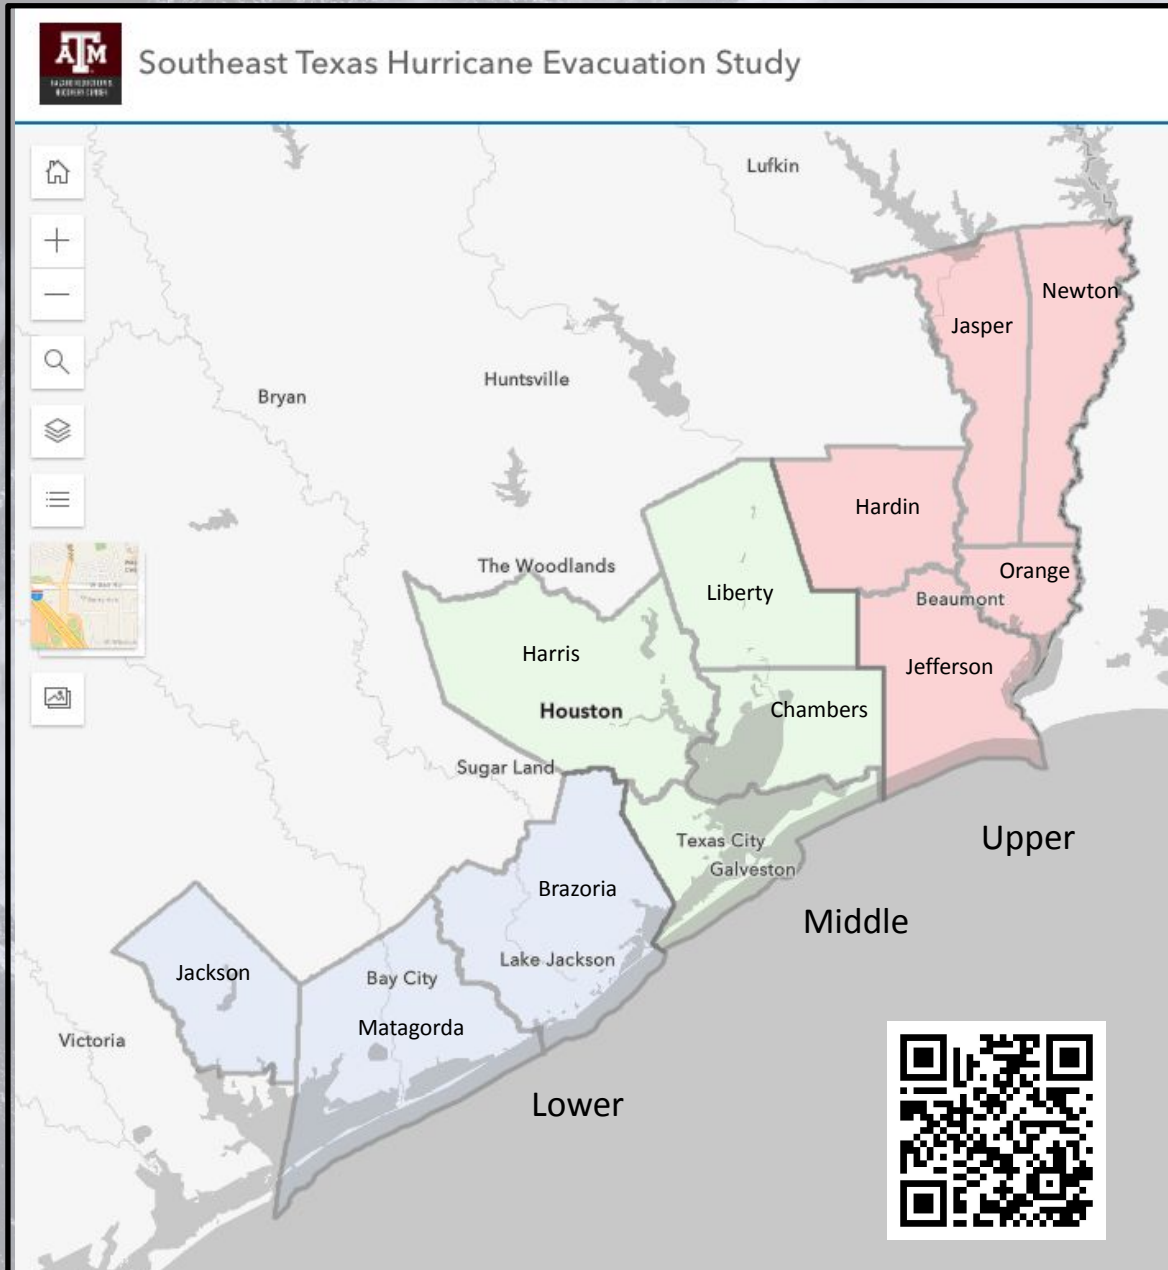 ATM
Southeast Texas Hurricane Evacuation Study
Lufkin
Newton
Jasper
Huntsville
Bryan
Hardin
The Woodlands
Orange
Liberty
Beaumont
Harris
Jefferson
Houston
Chambers
Sugar Land
Texas City
Upper
Galveston
Brazoria
Middle
Lake Jackson
Jackson
Bay City
Matagorda
Victoria
Lower